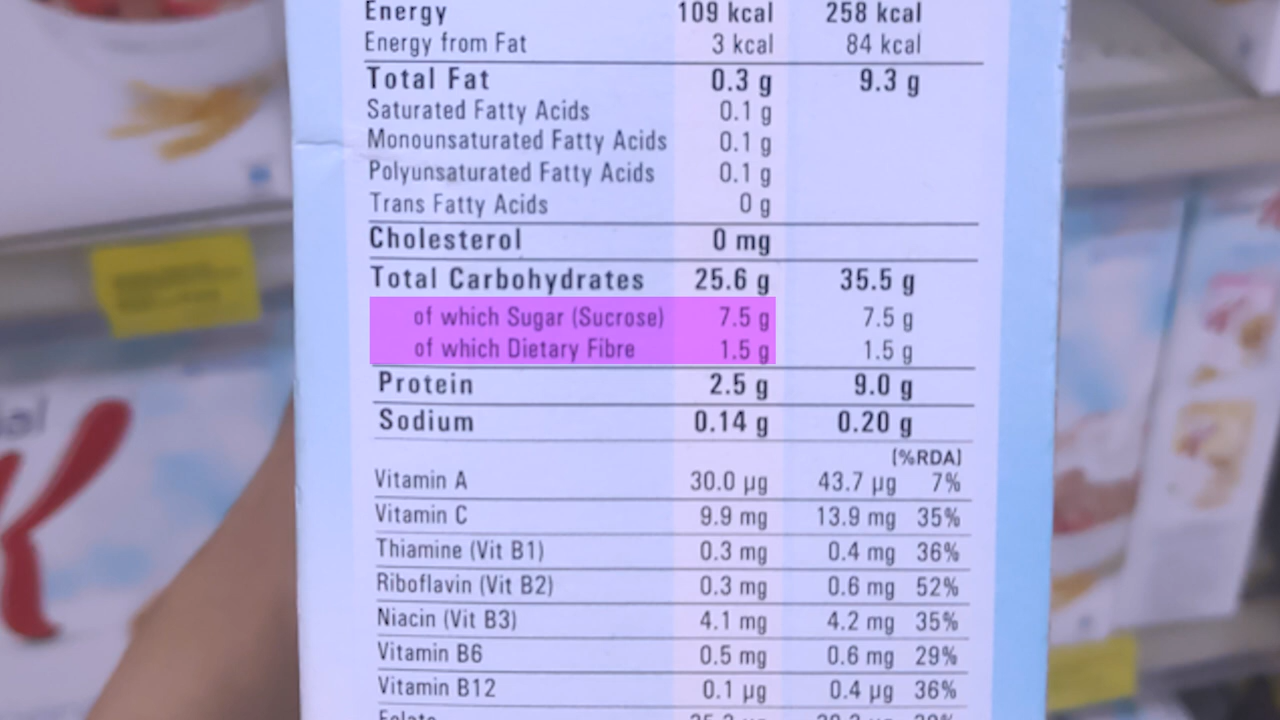 Energy 109 kcal 258 kcal
Energy from Fat 3 kcal 84 kcal
Total Fat 0.3 g 9.3 g
Saturated Fatty Acids 0.1 g
Monounsaturated Fatty Acids 0.1 g
Polyunsaturated Fatty Acids 0.1 g
Trans Fatty Acids 0 g
Cholesterol 0 mg
Total Carbohydrates 25.6 g 35.5 g
of which Sugar (Sucrose) 7.5 g 7.5 g
of which Dietary Fibre 1.5 g 1.5 g
Protein 2.5 g 9.0 g
Sodium 0.14 g 0.20 g
(%RDA)
Vitamin A 30.0 µg 43.7 µg 7%
Vitamin C 9.9 mg 13.9 mg 35%
Thiamine (Vit B1) 0.3 mg 0.4 mg 36%
Riboflavin (Vit B2) 0.3 mg 0.6 mg 52%
Niacin (Vit B3) 4.1 mg 4.2 mg 35%
Vitamin B6 0.5 mg 0.6 mg 29%
Vitamin B12 0.1 µg 0.4 µg 36%
Folate
K